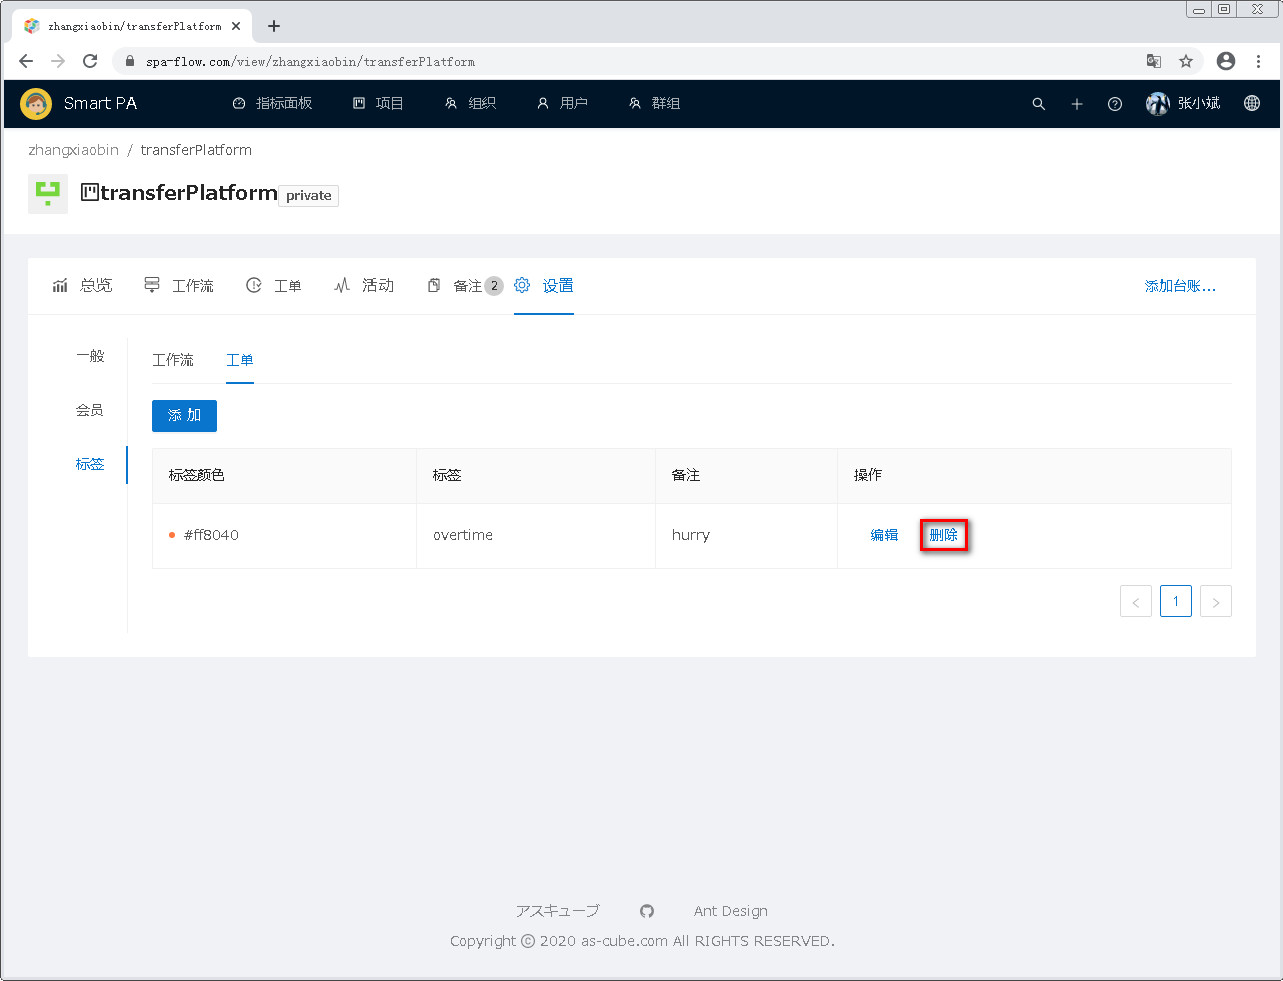 zhangxiaobin/transferPlatform
spa-flow.com/view/zhangxiaobin/transferPlatform
Smart PA 指标面板 项目 组织 用户 群组 张小斌
zhangxiaobin / transferPlatform
transferPlatform private
总览 工作流 工单 活动 备注 2 设置 添加台账...
一般
会员
标签
工作流 工单
添 加
标签颜色 标签 备注 操作
#ff8040 overtime hurry 编辑 删除
< 1 >
アスキューブ Ant Design
Copyright © 2020 as-cube.com All RIGHTS RESERVED.